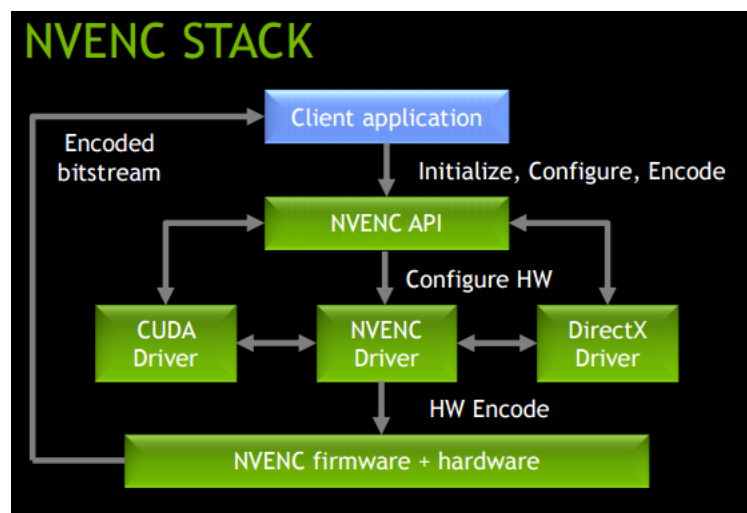 NVENC STACK
Client application
Encoded
bitstream
Initialize, Configure, Encode
NVENC API
Configure HW
CUDA
Driver
NVENC
Driver
DirectX
Driver
HW Encode
NVENC firmware + hardware